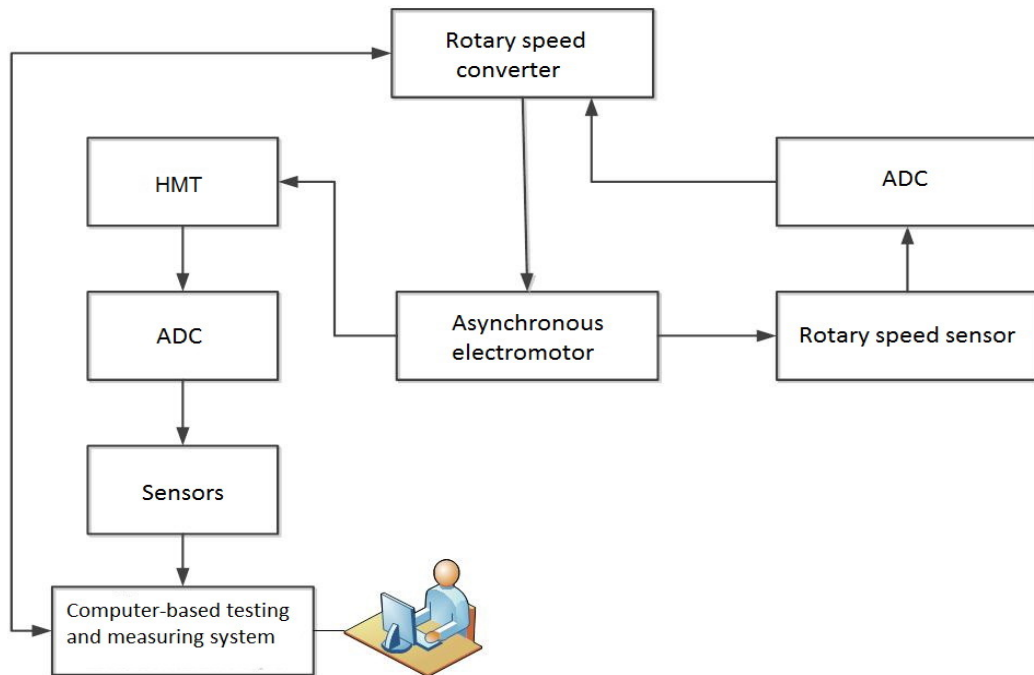 Rotary speed
converter
HMT
ADC
ADC
Asynchronous
electromotor
Rotary speed sensor
Sensors
Computer-based testing
and measuring system